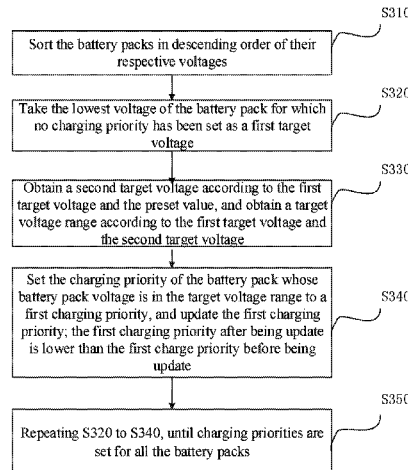 S310
Sort the battery packs in descending order of their
respective voltages
S320
Take the lowest voltage of the battery pack for which
no charging priority has been set as a first target
voltage
S330
Obtain a second target voltage according to the first
target voltage and the preset value, and obtain a target
voltage range according to the first target voltage and
the second target voltage
S340
Set the charging priority of the battery pack whose
battery pack voltage is in the target voltage range to a
first charging priority, and update the first charging
priority; the first charging priority after being update
is lower than the first charge priority before being
update
S350
Repeating S320 to S340, until charging priorities are
set for all the battery packs